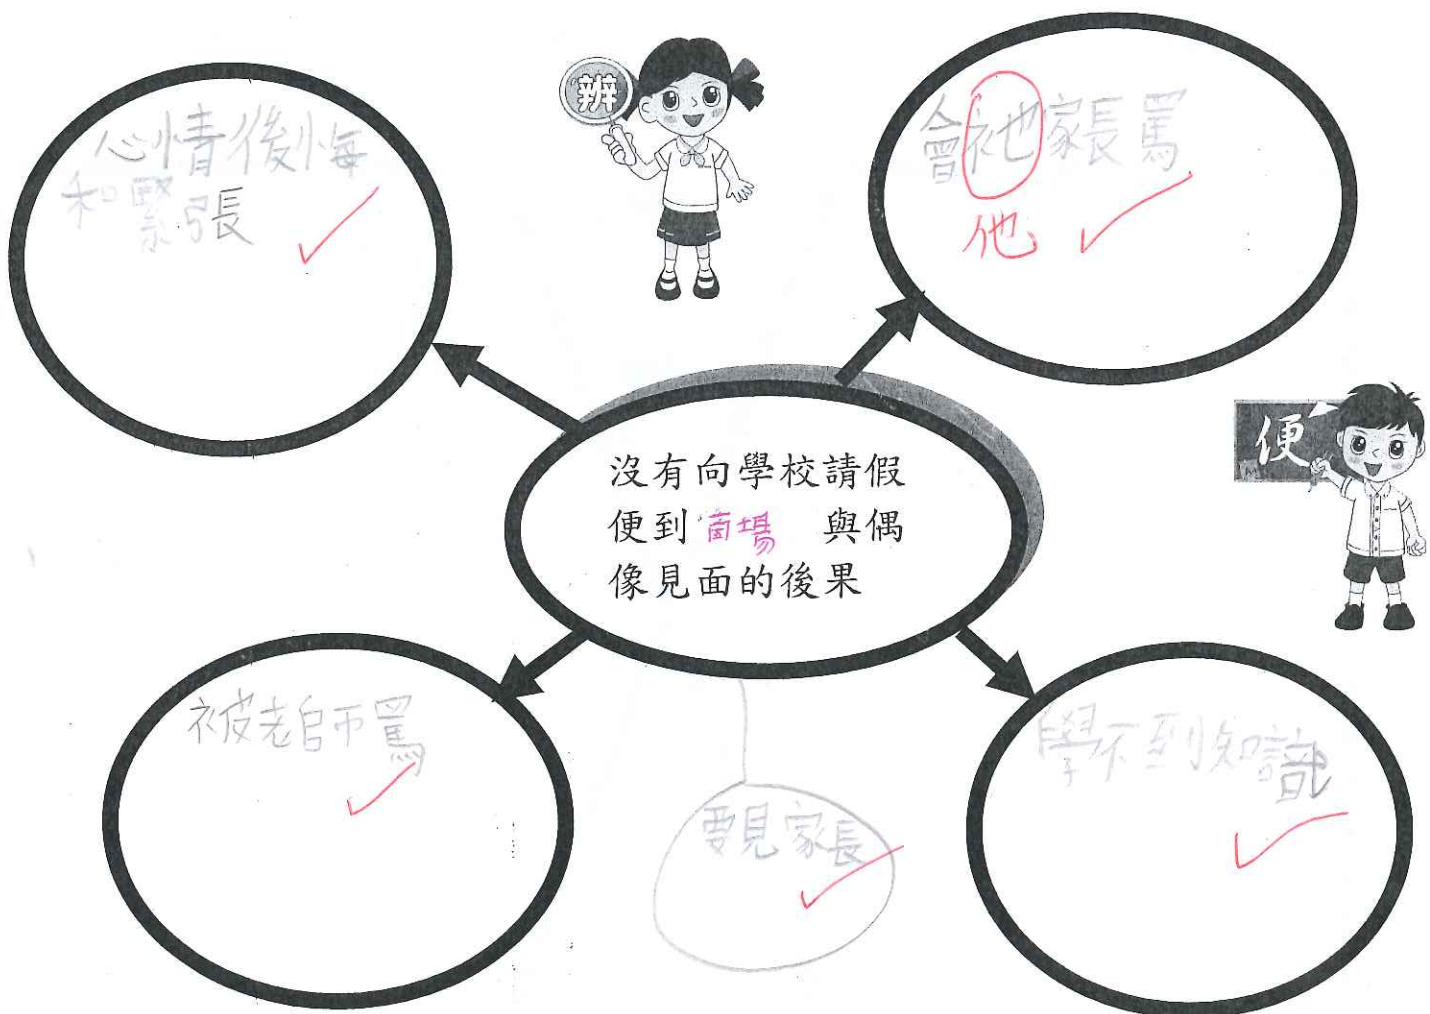 辨
心情後悔
和緊張
會袘家長罵
他
便
沒有向學校請假
便到商場 與偶
像見面的後果
被老師罵
要見家長
學不到知識